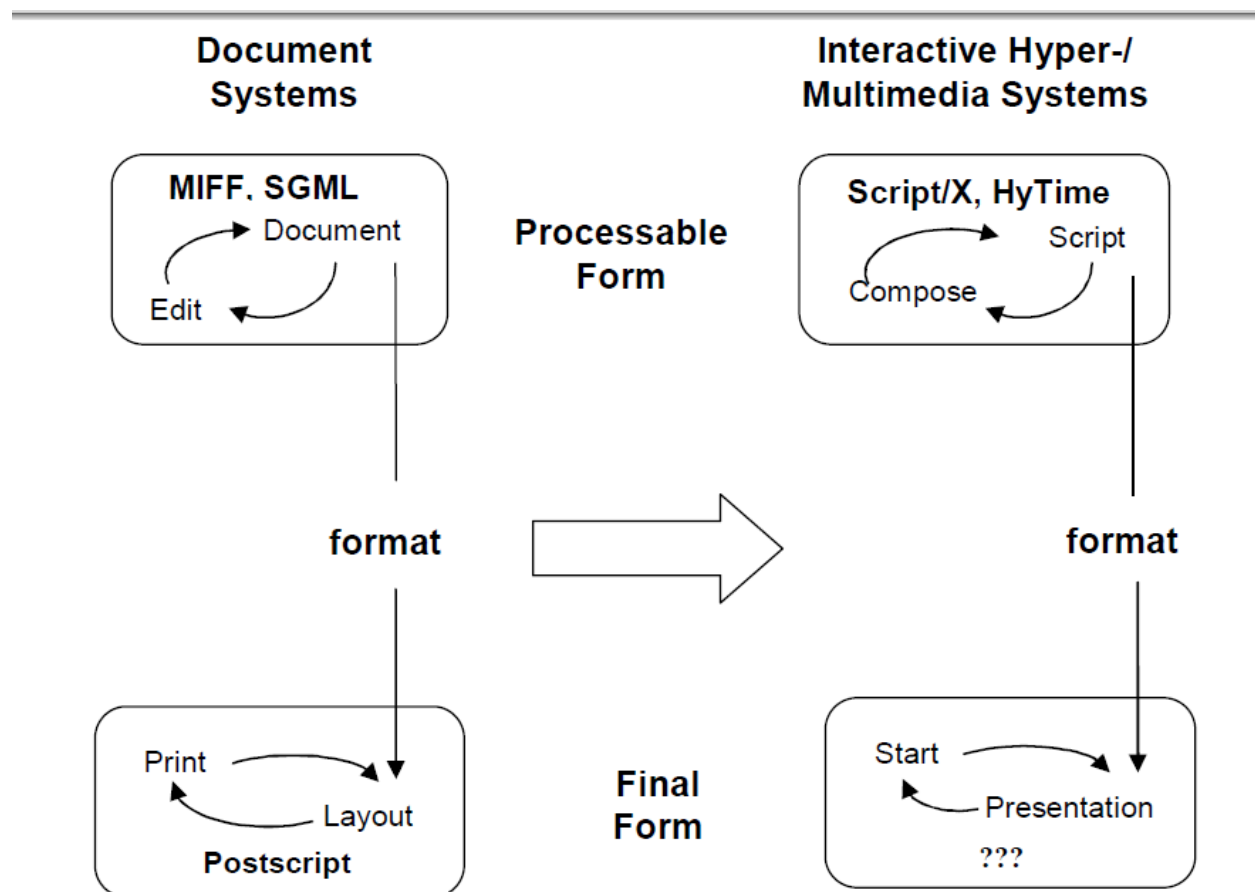 Document
Systems
Interactive Hyper-/
Multimedia Systems
MIFF, SGML
Document
Edit
Processable
Form
Script/X, HyTime
Script
Compose
format
format
Print
Layout
Postscript
Final
Form
Start
Presentation
???